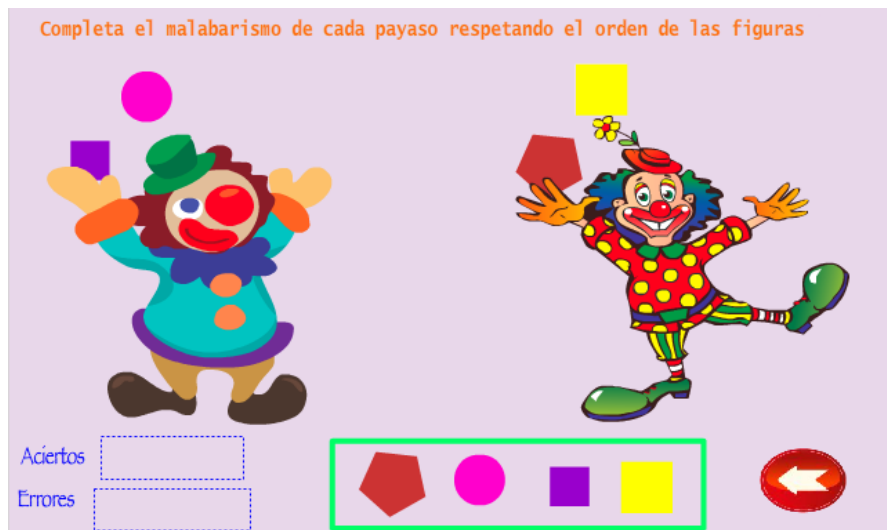 Completa el malabarismo de cada payaso respetando el orden de las figuras
Aciertos
Errores